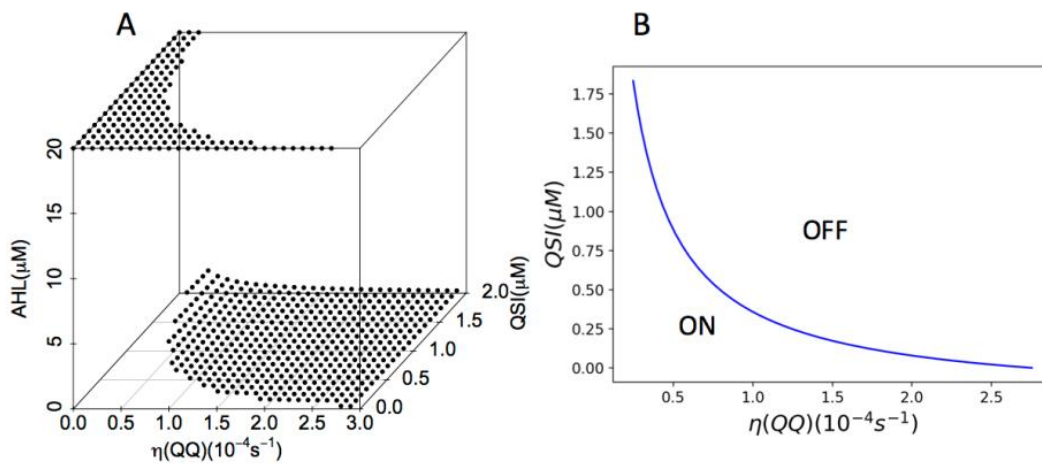 A
AHL(μM)
20
15
10
5
0
0.0 0.5 1.0 1.5 2.0 2.5 3.0
η(QQ)(10⁻⁴s⁻¹)
QSI(μM)
2.0
1.5
1.0
0.5
0.0
B
QSI(μM)
1.75
1.50
1.25
1.00
0.75
0.50
0.25
0.00
OFF
ON
0.5 1.0 1.5 2.0 2.5
η(QQ)(10⁻⁴s⁻¹)